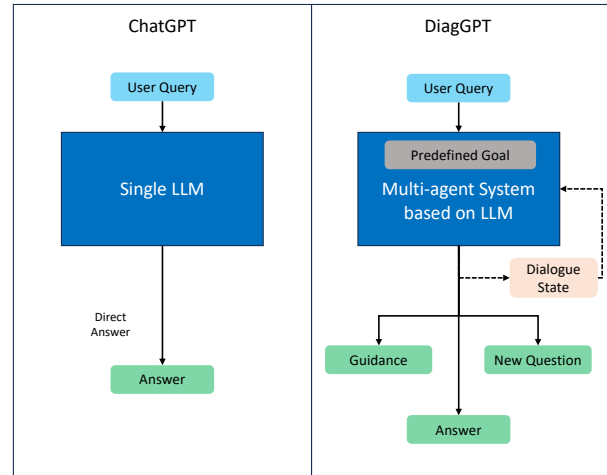 ChatGPT
User Query
Single LLM
Direct
Answer
Answer
DiagGPT
User Query
Predefined Goal
Multi-agent System
based on LLM
Dialogue
State
Guidance
New Question
Answer